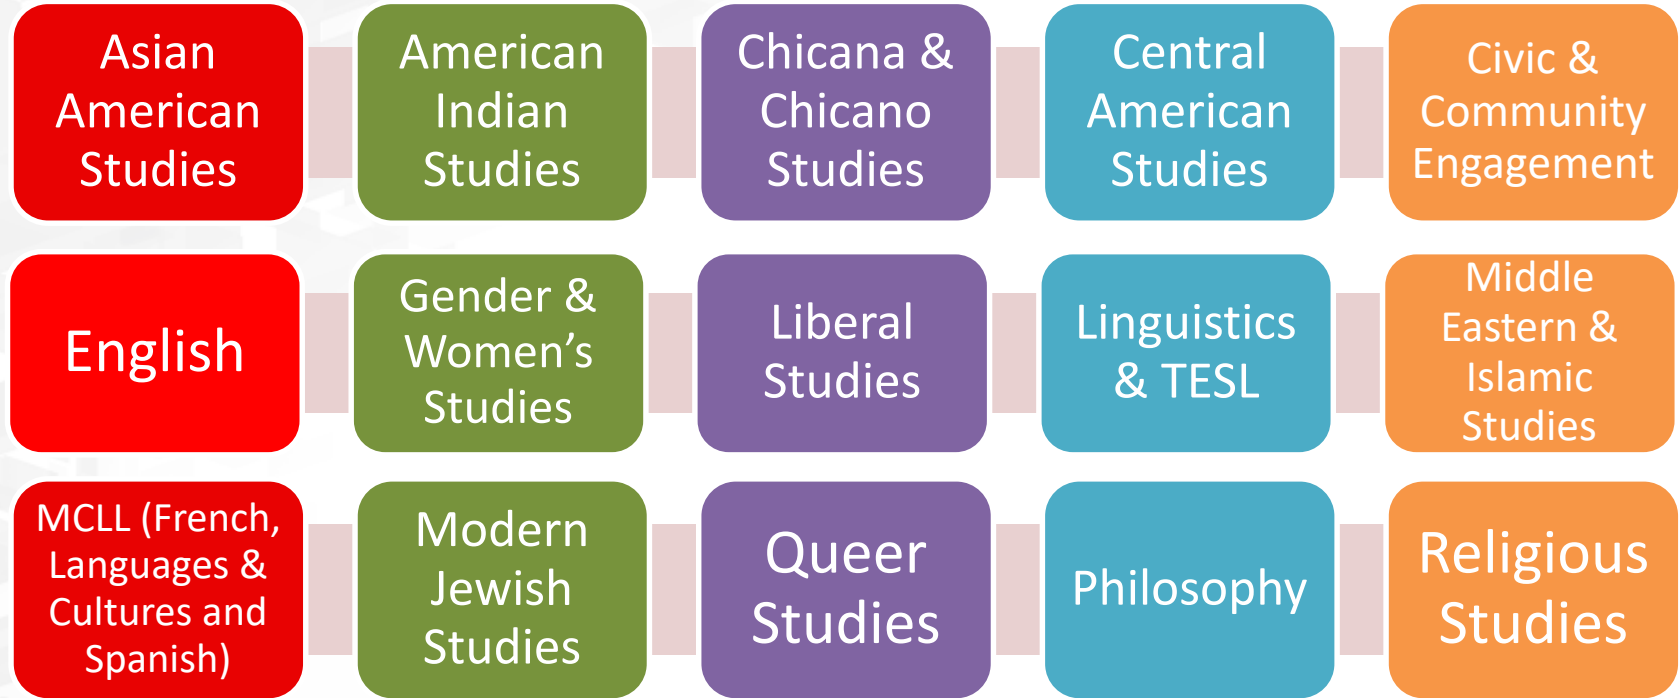 Asian
American
Studies
American
Indian
Studies
Chicana &
Chicano
Studies
Central
American
Studies
Civic &
Community
Engagement
English
Gender &
Women’s
Studies
Liberal
Studies
Linguistics
& TESL
Middle
Eastern &
Islamic
Studies
MCLL (French,
Languages &
Cultures and
Spanish)
Modern
Jewish
Studies
Queer
Studies
Philosophy
Religious
Studies